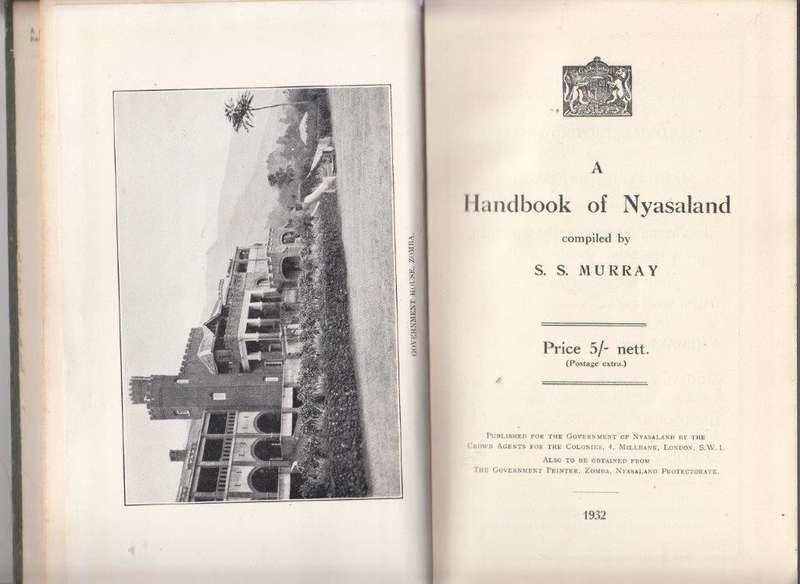 GOVERNMENT HOUSE, ZOMBA.
A
Handbook of Nyasaland
compiled by
S. S. MURRAY
Price 5/- nett.
(Postage extra.)
PUBLISHED FOR THE GOVERNMENT OF NYASALAND BY THE
CROWN AGENTS FOR THE COLONIES, 4, MILLBANK, LONDON, S.W.1.
ALSO TO BE OBTAINED FROM
THE GOVERNMENT PRINTER, ZOMBA, NYASALAND PROTECTORATE.
1932